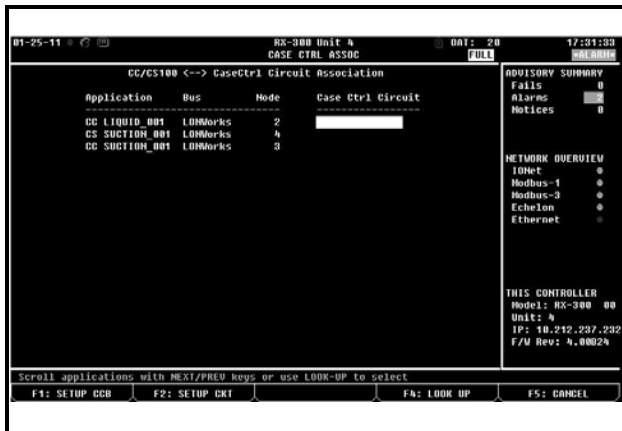 01-25-11
RX-300 Unit 4
DAT: 20
17:31:33
CASE CTRL ASSOC
FULL
*ALARM*
CC/CS100 <--> CaseCtrl Circuit Association
Application Bus Node Case Ctrl Circuit
CC LIQUID_001 LONWorks 2
CS SUCTION_001 LONWorks 4
CC SUCTION_001 LONWorks 3
ADVISORY SUMMARY
Fails 0
Alarms 2
Notices 0
NETWORK OVERVIEW
IONet
Modbus-1
Modbus-3
Echelon
Ethernet
THIS CONTROLLER
Model: RX-300 00
Unit: 4
IP: 10.212.237.232
F/W Rev: 4.00B24
Scroll applications with NEXT/PREV keys or use LOOK-UP to select
F1: SETUP CCB
F2: SETUP CKT
F4: LOOK UP
F5: CANCEL